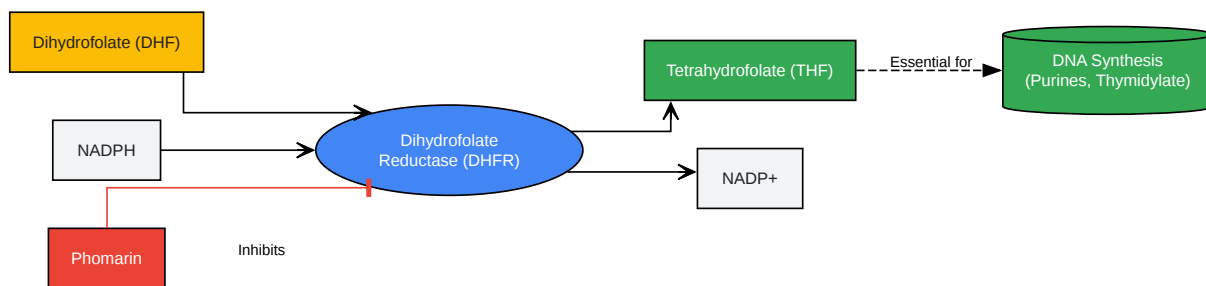 Dihydrofolate (DHF)
Tetrahydrofolate (THF)
Essential for
DNA Synthesis
(Purines, Thymidylate)
NADPH
Dihydrofolate
Reductase (DHFR)
NADP+
Phomarin
Inhibits